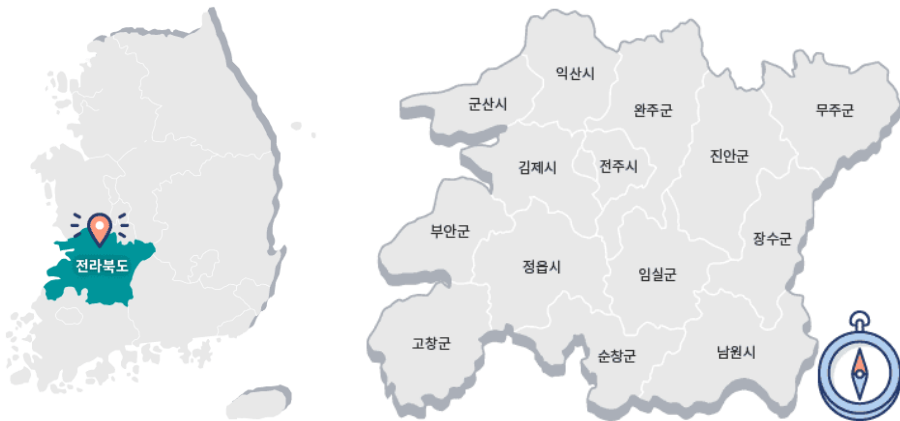 전라북도
익산시
군산시
완주군
무주군
김제시
전주시
진안군
부안군
장수군
정읍시
임실군
고창군
순창군
남원시